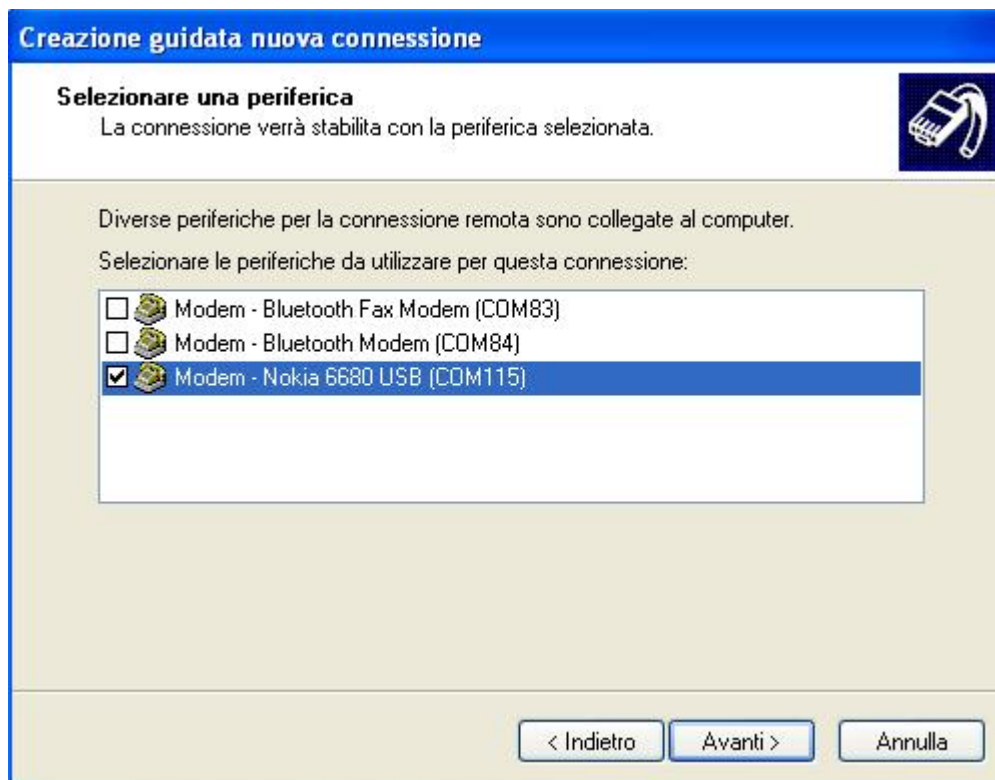 Creazione guidata nuova connessione
Selezionare una periferica
La connessione verrà stabilita con la periferica selezionata.
Diverse periferiche per la connessione remota sono collegate al computer.
Selezionare le periferiche da utilizzare per questa connessione:
Modem - Bluetooth Fax Modem (COM83)
Modem - Bluetooth Modem (COM84)
Modem - Nokia 6680 USB (COM115)
< Indietro
Avanti >
Annulla